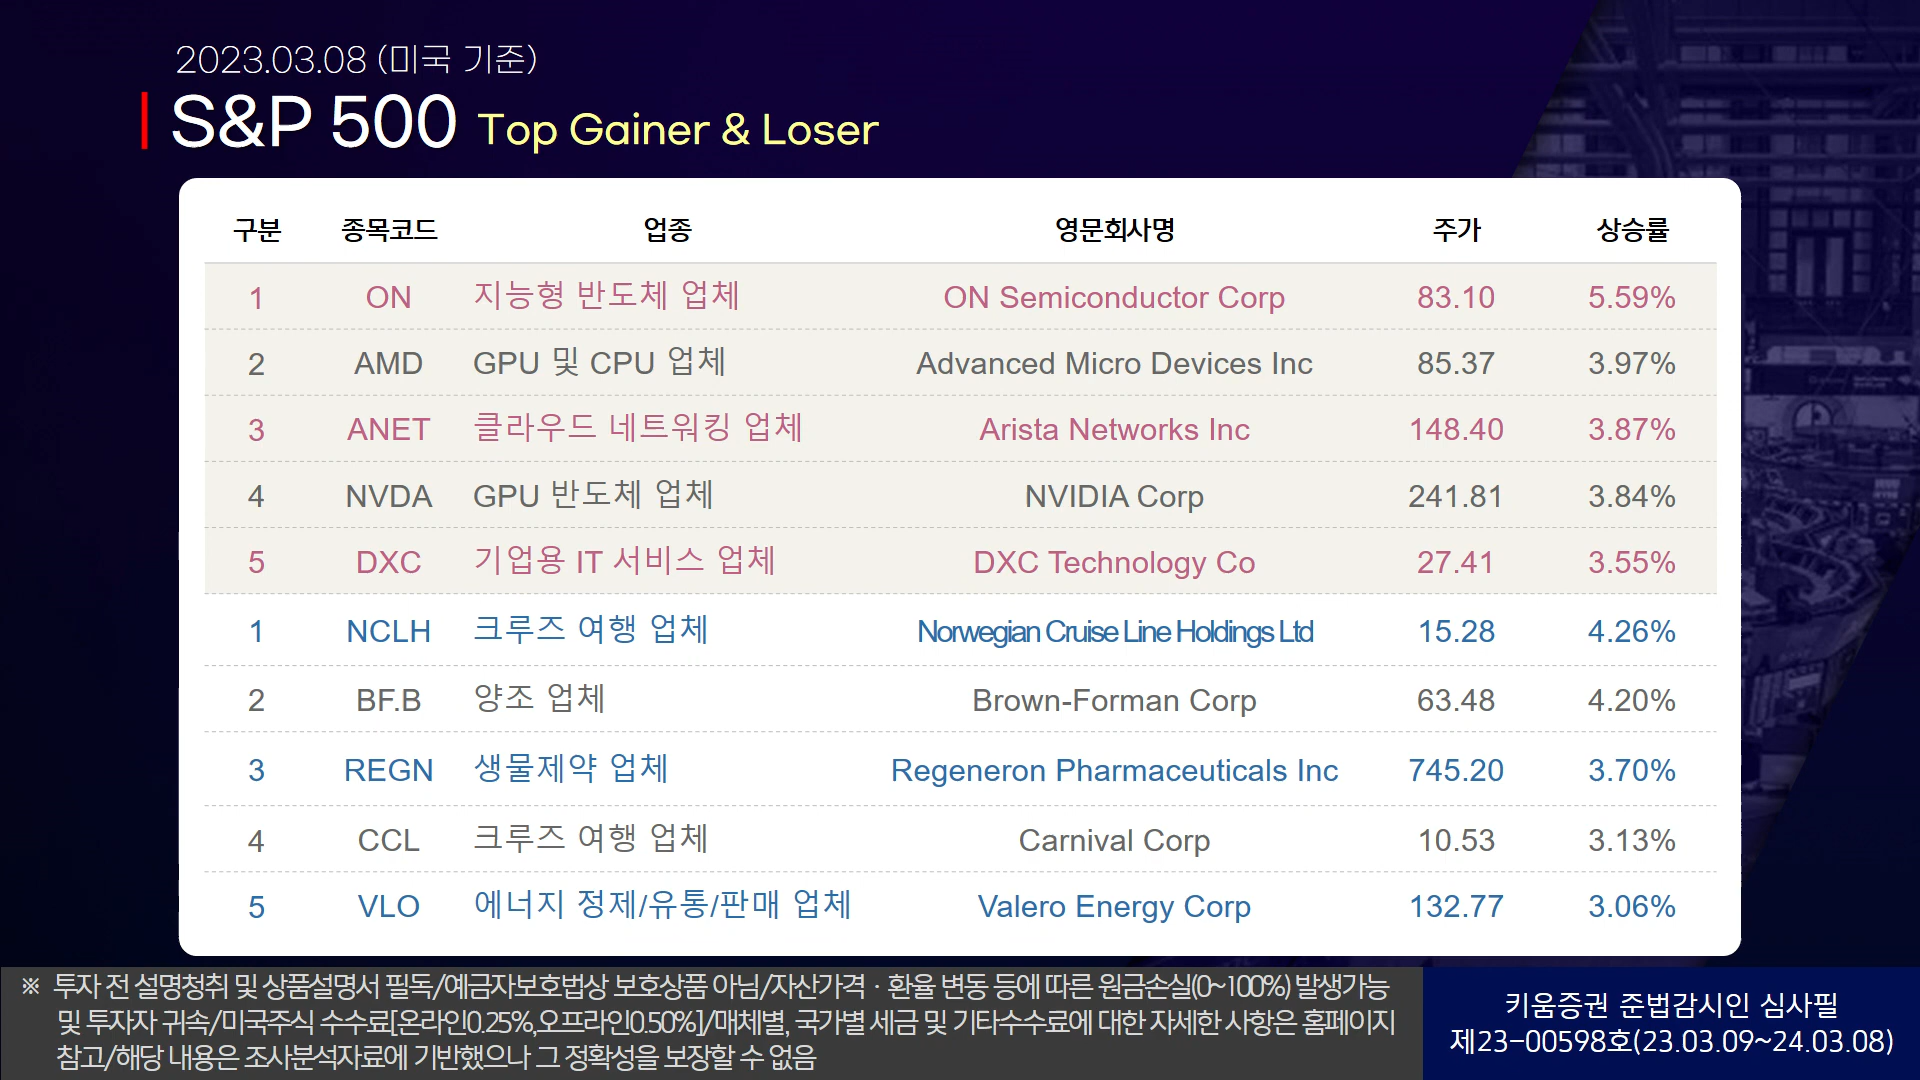 2023.03.08 (미국 기준)
S&P 500 Top Gainer & Loser
구분 종목코드 업종 영문회사명 주가 상승률
1 ON 지능형 반도체 업체 ON Semiconductor Corp 83.10 5.59%
2 AMD GPU 및 CPU 업체 Advanced Micro Devices Inc 85.37 3.97%
3 ANET 클라우드 네트워킹 업체 Arista Networks Inc 148.40 3.87%
4 NVDA GPU 반도체 업체 NVIDIA Corp 241.81 3.84%
5 DXC 기업용 IT 서비스 업체 DXC Technology Co 27.41 3.55%
1 NCLH 크루즈 여행 업체 Norwegian Cruise Line Holdings Ltd 15.28 4.26%
2 BF.B 양조 업체 Brown-Forman Corp 63.48 4.20%
3 REGN 생물제약 업체 Regeneron Pharmaceuticals Inc 745.20 3.70%
4 CCL 크루즈 여행 업체 Carnival Corp 10.53 3.13%
5 VLO 에너지 정제/유통/판매 업체 Valero Energy Corp 132.77 3.06%
※ 투자 전 설명청취 및 상품설명서 필독/예금자보호법상 보호상품 아님/자산가격 · 환율 변동 등에 따른 원금손실(0~100%) 발생가능
및 투자자 귀속/미국주식 수수료[온라인0.25%,오프라인0.50%]/매체별, 국가별 세금 및 기타수수료에 대한 자세한 사항은 홈페이지
참고/해당 내용은 조사분석자료에 기반했으나 그 정확성을 보장할 수 없음
키움증권 준법감시인 심사필
제23-00598호(23.03.09~24.03.08)